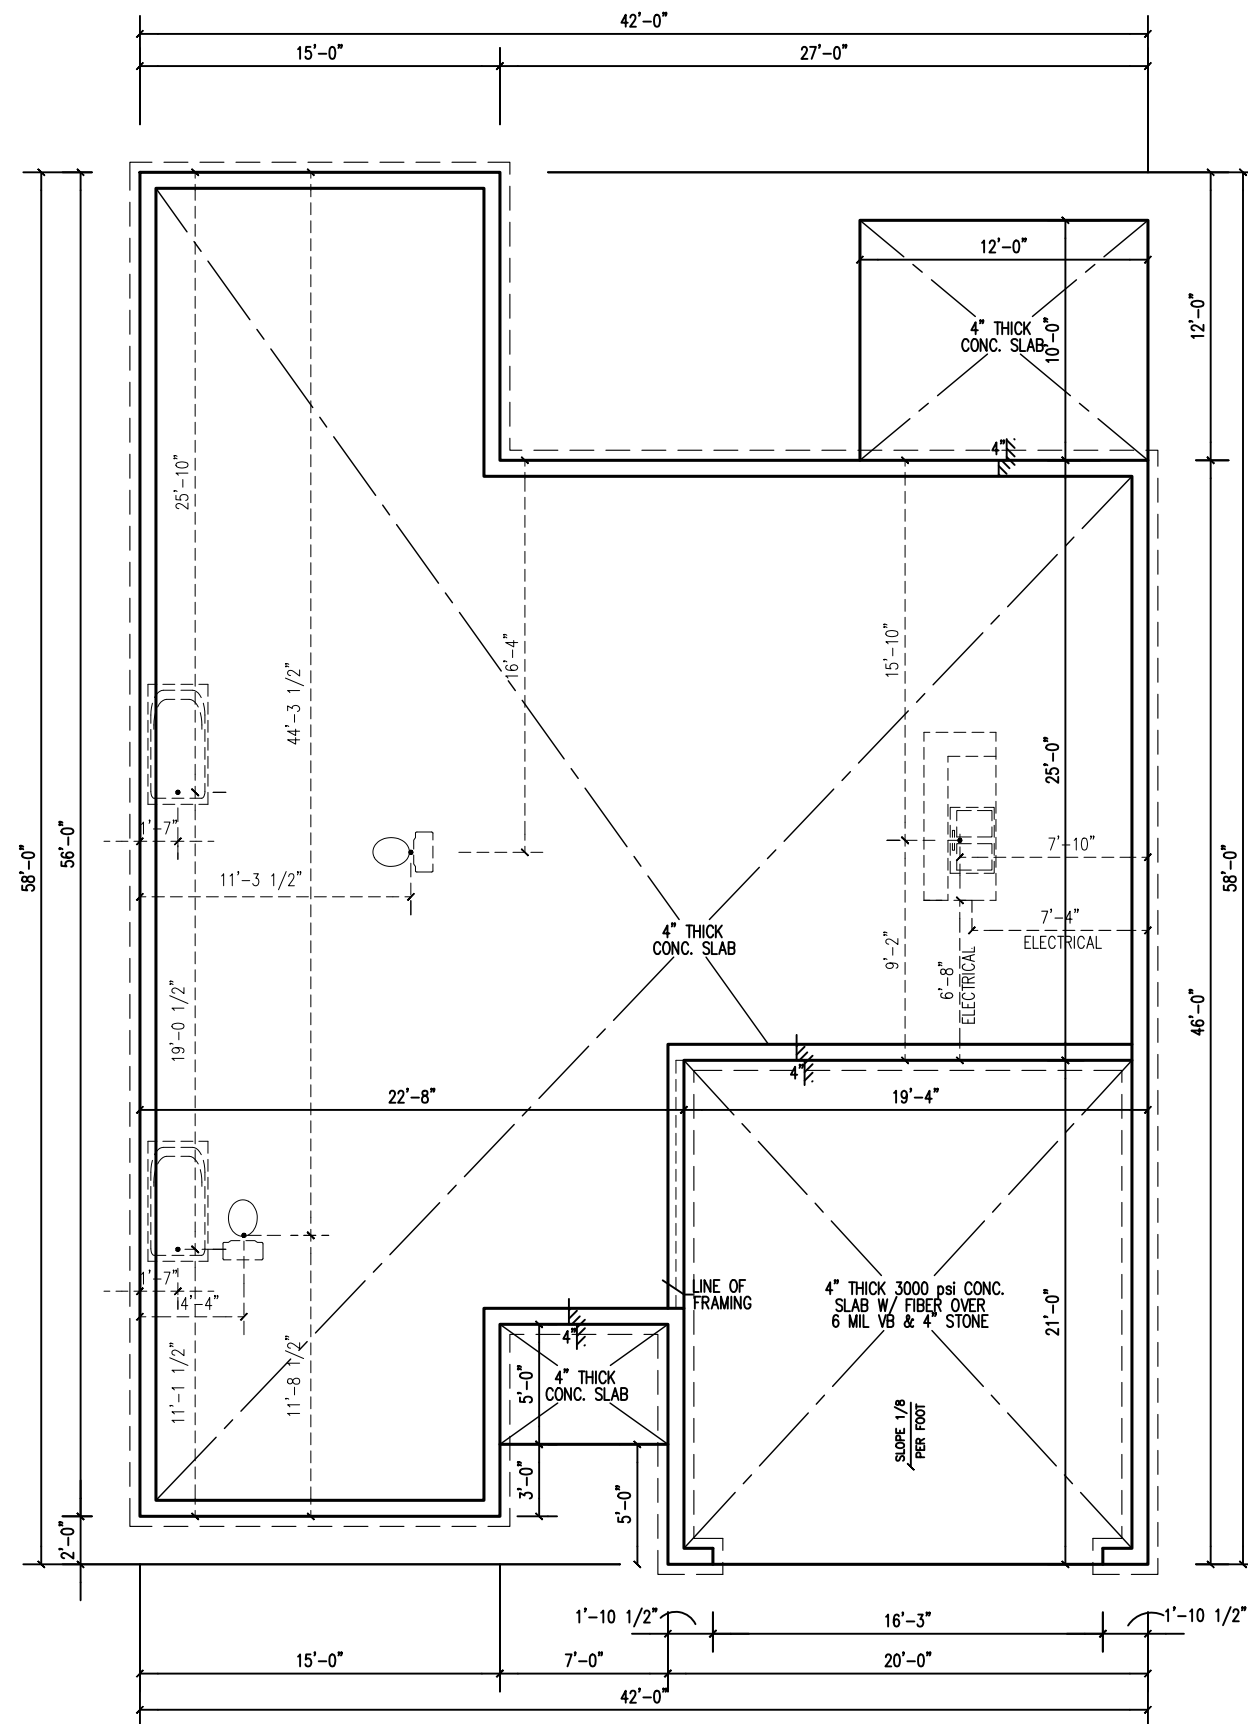 42'-0"
15'-0"
27'-0"
12'-0"
4" THICK
CONC. SLAB
10'-0"
12'-0"
4"
25'-10"
44'-3 1/2"
16'-4"
15'-10"
25'-0"
58'-0"
56'-0"
58'-0"
1'-7"
11'-3 1/2"
7'-10"
7'-4"
ELECTRICAL
4" THICK
CONC. SLAB
9'-2"
6'-8"
ELECTRICAL
19'-0 1/2"
46'-0"
4"
22'-8"
19'-4"
1'-7"
4'-4"
LINE OF
FRAMING
4" THICK 3000 psi CONC.
SLAB W/ FIBER OVER
6 MIL VB & 4" STONE
21'-0"
4"
11'-1 1/2"
11'-8 1/2"
5'-0"
4" THICK
CONC. SLAB
SLOPE 1/8
PER FOOT
3'-0"
5'-0"
2'-0"
1'-10 1/2"
16'-3"
1'-10 1/2"
15'-0"
7'-0"
20'-0"
42'-0"